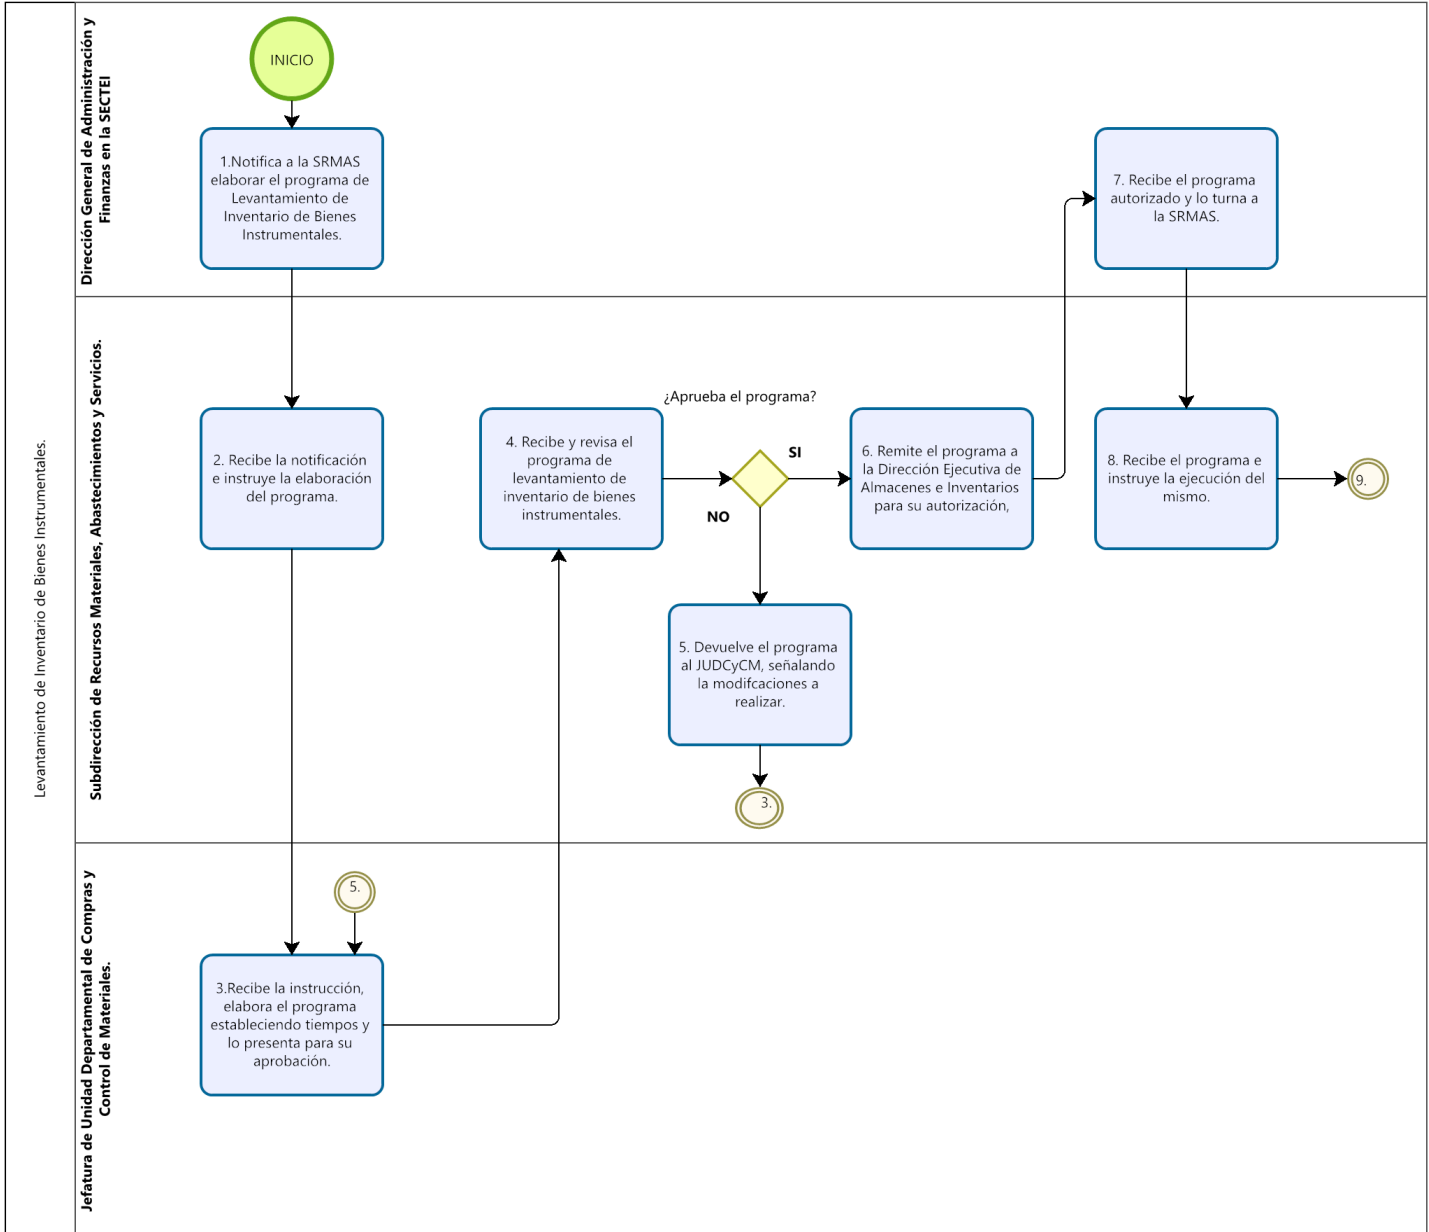 Levantamiento de Inventario de Bienes Instrumentales.
Dirección General de Administración y
Finanzas en la SECTEI
INICIO
1.Notifica a la SRMAS
elaborar el programa de
Levantamiento de
Inventario de Bienes
Instrumentales.
7. Recibe el programa
autorizado y lo turna a
la SRMAS.
Subdirección de Recursos Materiales, Abastecimientos y Servicios.
2. Recibe la notificación
e instruye la elaboración
del programa.
4. Recibe y revisa el
programa de
levantamiento de
inventario de bienes
instrumentales.
¿Aprueba el programa?
SI
NO
6. Remite el programa a
la Dirección Ejecutiva de
Almacenes e Inventarios
para su autorización,
8. Recibe el programa e
instruye la ejecución del
mismo.
9.
5. Devuelve el programa
al JUDCyCM, señalando
la modifcaciones a
realizar.
3.
Jefatura de Unidad Departamental de Compras y
Control de Materiales.
5.
3.Recibe la instrucción,
elabora el programa
estableciendo tiempos y
lo presenta para su
aprobación.